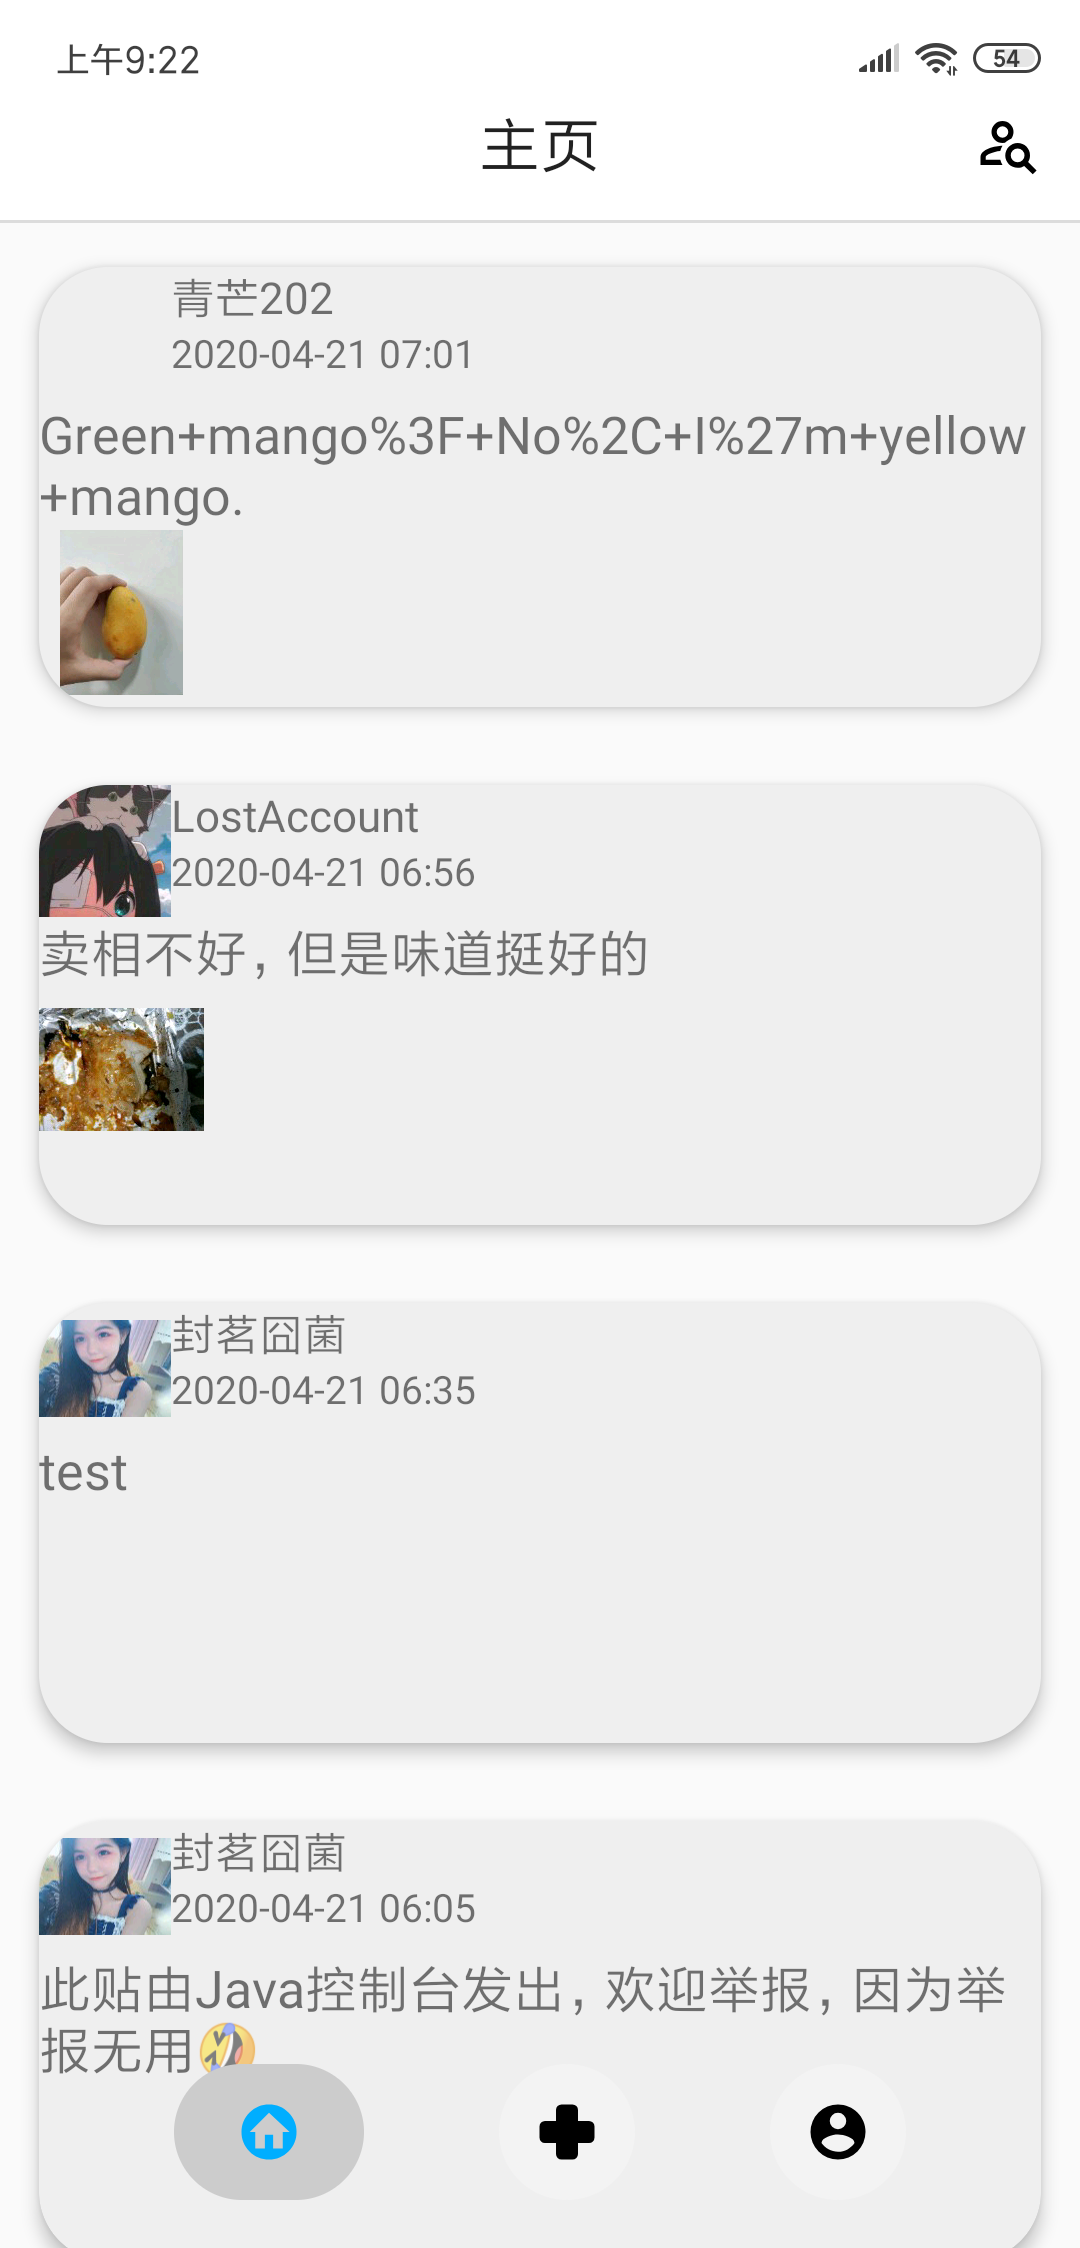 上午9:22
54
主页
青芒202
2020-04-21 07:01
Green+mango%3F+No%2C+I%27m+yellow
+mango.
LostAccount
2020-04-21 06:56
卖相不好，但是味道挺好的
封茗囧菌
2020-04-21 06:35
test
封茗囧菌
2020-04-21 06:05
此贴由Java控制台发出，欢迎举报，因为举
报无用🤣